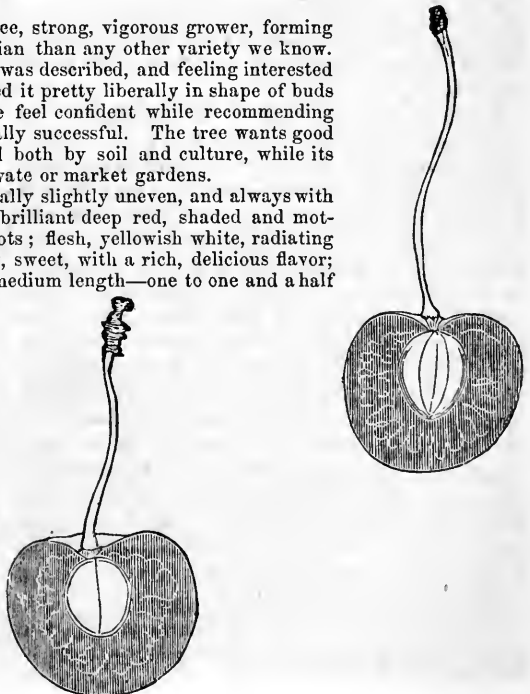 ee, strong, vigorous grower, forming
ian than any other variety we know.
was described, and feeling interested
d it pretty liberally in shape of buds
e feel confident while recommending
lly successful. The tree wants good
l both by soil and culture, while its
vate or market gardens.
ally slightly uneven, and always with
brilliant deep red, shaded and mot-
ots; flesh, yellowish white, radiating
, sweet, with a rich, delicious flavor;
nedium length—one to one and a half